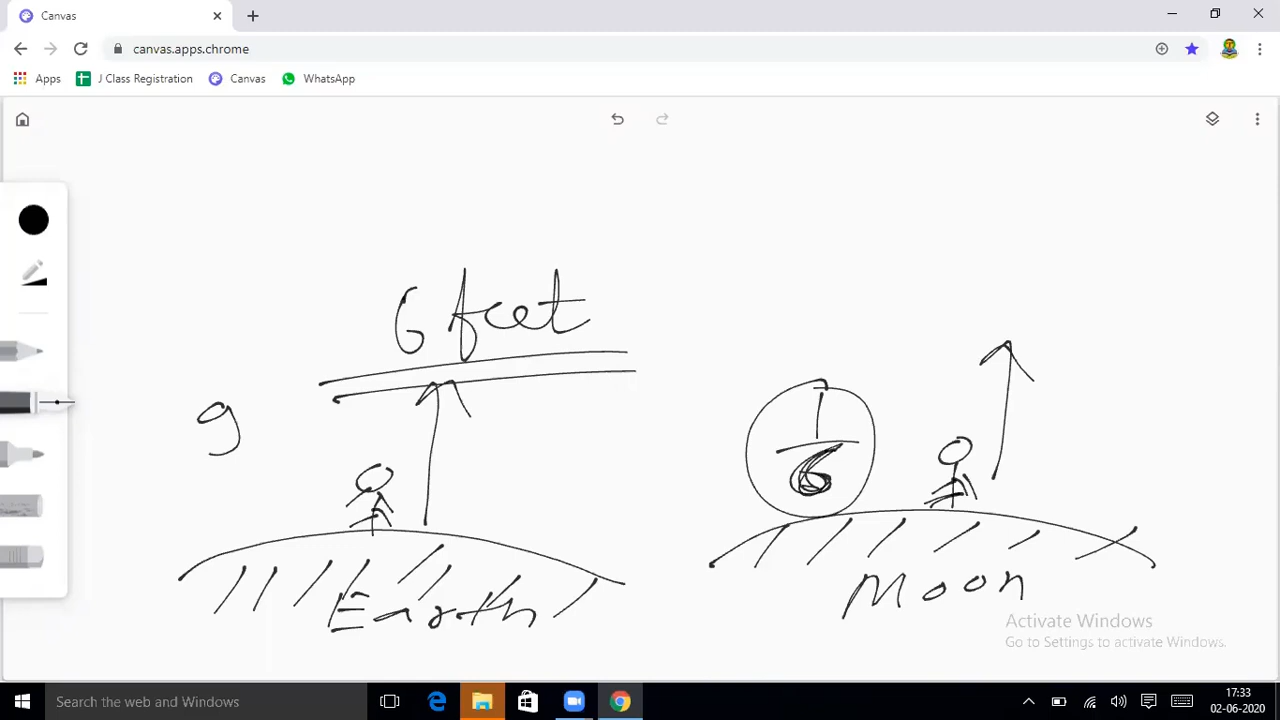 Canvas
canvas.apps.chrome
Apps
J Class Registration
Canvas
WhatsApp
6 feet
g
1
6
Earth
Moon
Activate Windows
Go to Settings to activate Windows.
Search the web and Windows
17:33
02-06-2020